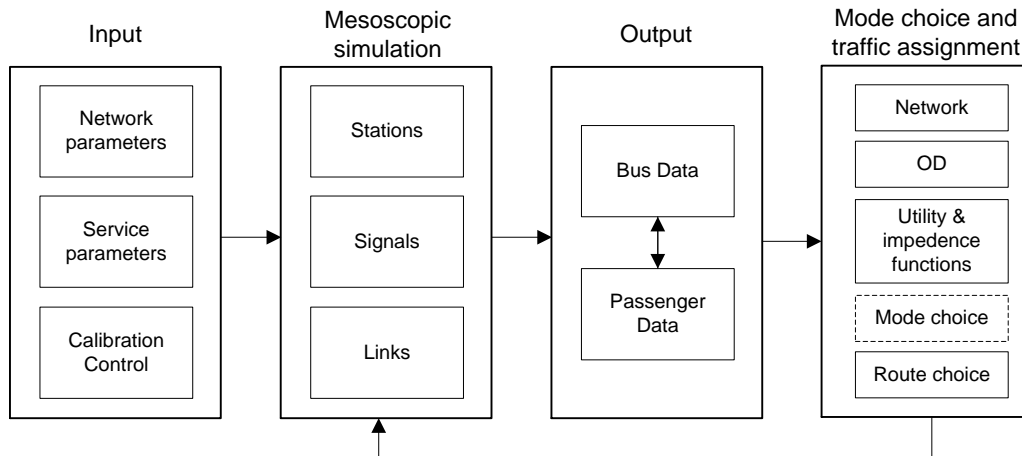 Input
Network
parameters
Service
parameters
Calibration
Control
Mesoscopic
simulation
Stations
Signals
Links
Output
Bus Data
Passenger
Data
Mode choice and
traffic assignment
Network
OD
Utility &
impedence
functions
Mode choice
Route choice